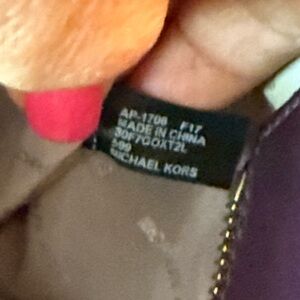 AP-1706 F17
MADE IN CHINA
30F7GOXT2L
599
MICHAEL KORS